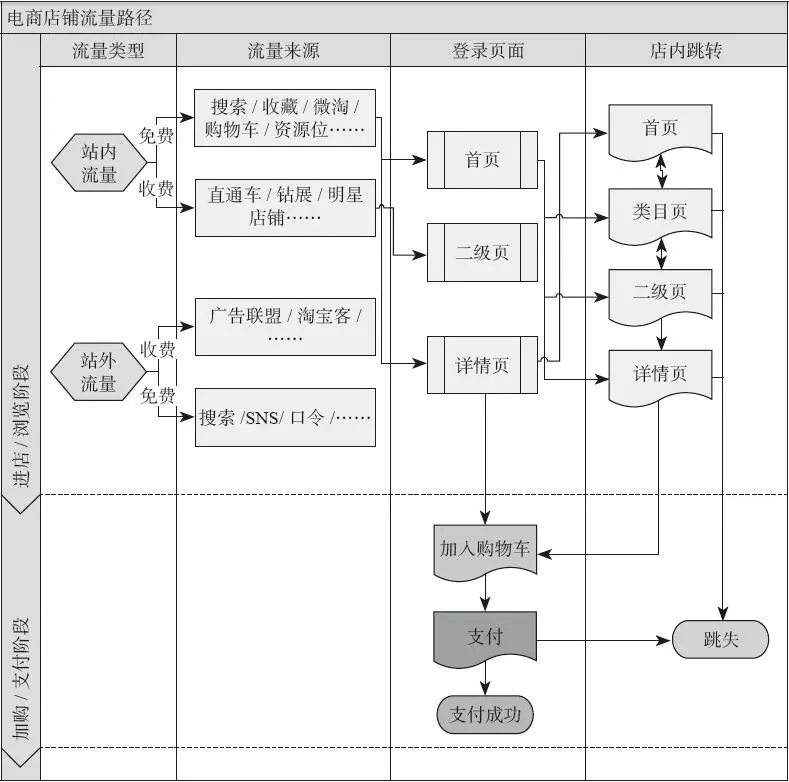 电商店铺流量路径
流量类型
流量来源
登录页面
店内跳转
进店 / 浏览阶段
站内
流量
免费
收费
搜索 / 收藏 / 微淘 /
购物车 / 资源位……
直通车 / 钻展 / 明星
店铺……
站外
流量
收费
免费
广告联盟 / 淘宝客 /
……
搜索 /SNS/ 口令 /……
首页
二级页
详情页
首页
类目页
二级页
详情页
加购 / 支付阶段
加入购物车
支付
支付成功
跳失